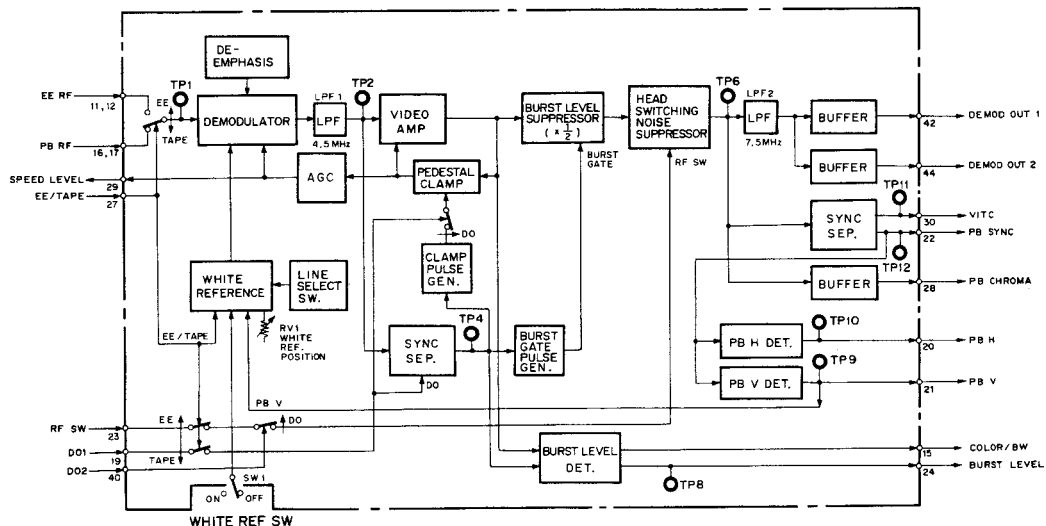 DE-
EMPHASIS
TP1
EE RF
11, 12
EE
TAPE
PB RF
16, 17
DEMODULATOR
LPF1
LPF
4.5MHz
TP2
VIDEO
AMP
BURST LEVEL
SUPPRESSOR
( × 1/2 )
BURST
GATE
HEAD
SWITCHING
NOISE
SUPPRESSOR
RF SW
TP6
LPF2
LPF
7.5MHz
BUFFER
DEMOD OUT 1
42
BUFFER
DEMOD OUT 2
44
SPEED LEVEL
29
EE/TAPE
27
AGC
PEDESTAL
CLAMP
DO
CLAMP
PULSE
GEN.
TP11
SYNC
SEP.
VITC
30
PB SYNC
22
TP12
BUFFER
PB CHROMA
28
WHITE
REFERENCE
LINE
SELECT
SW.
RV1
WHITE
REF.
POSITION
EE/TAPE
SYNC
SEP.
DO
TP4
BURST
GATE
PULSE
GEN.
TP10
PB H DET.
PB H
20
TP9
PB V DET.
PB V
21
PB V
EE
DO
RF SW
23
DO1
19
TAPE
DO2
40
BURST LEVEL
DET.
COLOR/BW
15
BURST LEVEL
24
TP8
SW1
ON
OFF
WHITE REF SW